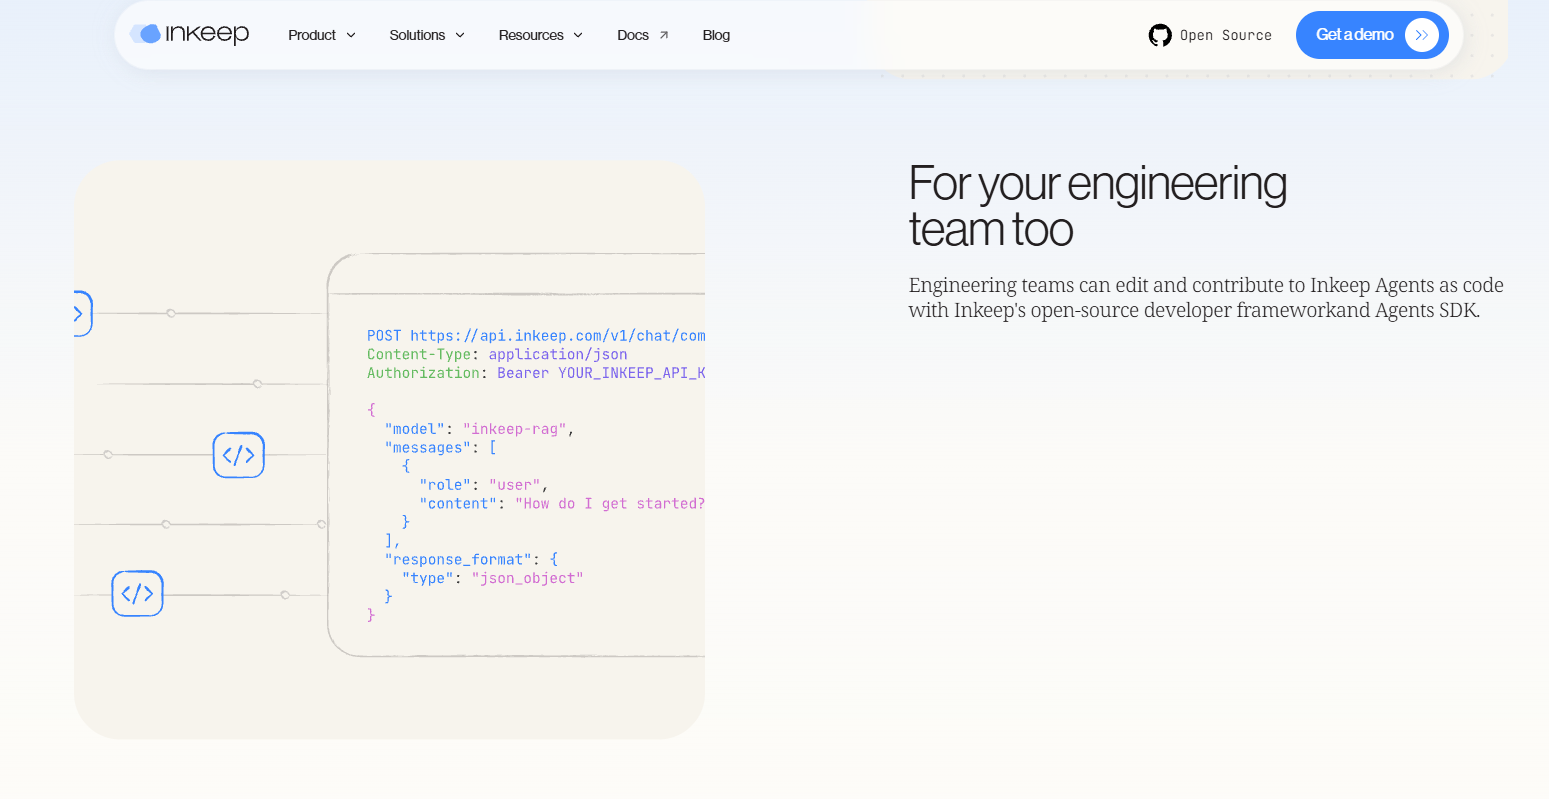 inkeep Product Solutions Resources Docs Blog Open Source Get a demo
For your engineering
team too
Engineering teams can edit and contribute to Inkeep Agents as code
with Inkeep's open-source developer frameworkand Agents SDK.
POST https://api.inkeep.com/v1/chat/com
Content-Type: application/json
Authorization: Bearer YOUR_INKEEP_API_K
{
"model": "inkeep-rag",
"messages": [
{
"role": "user",
"content": "How do I get started?
}
],
"response_format": {
"type": "json_object"
}
}